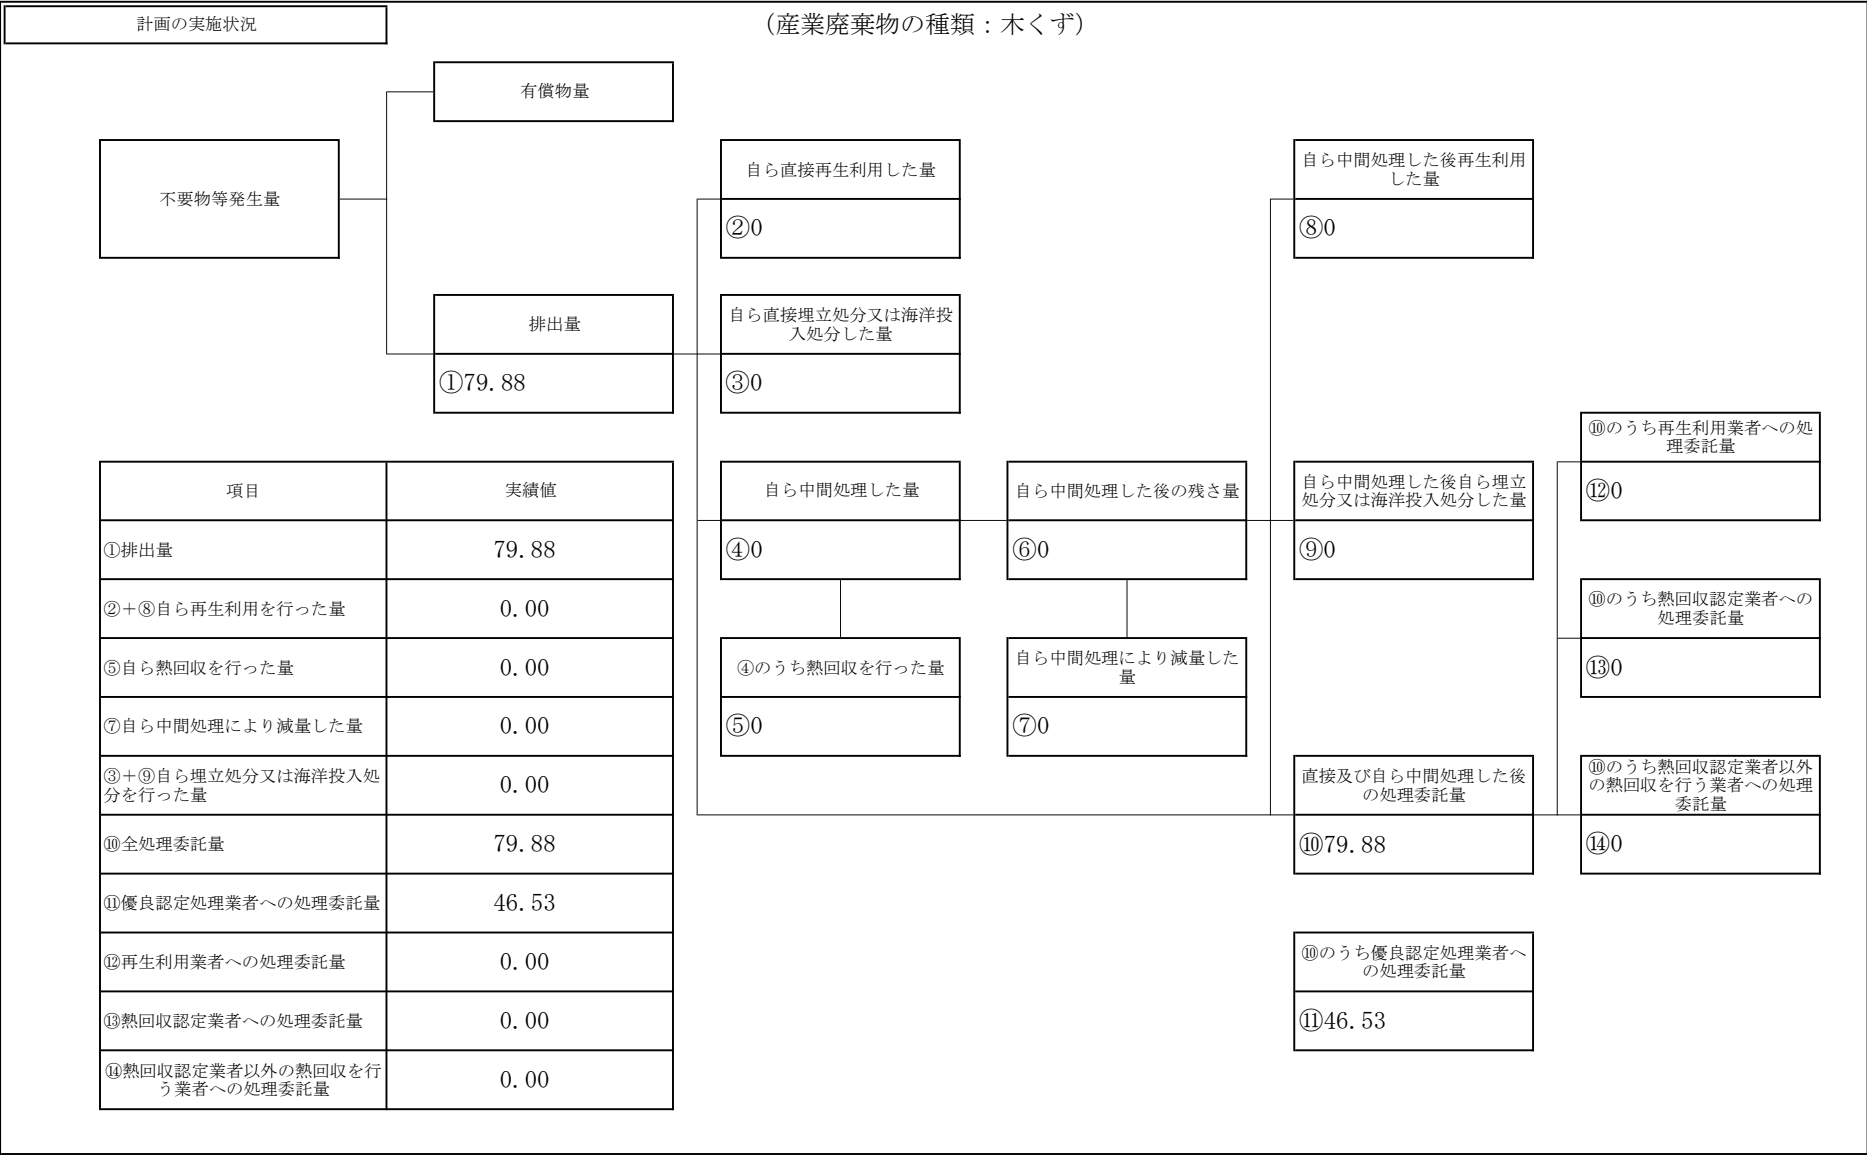 計画の実施状況
（産業廃棄物の種類：木くず）
有償物量
不要物等発生量
自ら直接再生利用した量
②0
自ら中間処理した後再生利用
した量
⑧0
排出量
①79.88
自ら直接埋立処分又は海洋投
入処分した量
③0
項目
実績値
①排出量
79.88
②＋⑧自ら再生利用を行った量
0.00
⑤自ら熱回収を行った量
0.00
⑦自ら中間処理により減量した量
0.00
③＋⑨自ら埋立処分又は海洋投入処
分を行った量
0.00
⑩全処理委託量
79.88
⑪優良認定処理業者への処理委託量
46.53
⑫再生利用業者への処理委託量
0.00
⑬熱回収認定業者への処理委託量
0.00
⑭熱回収認定業者以外の熱回収を行
う業者への処理委託量
0.00
自ら中間処理した量
④0
④のうち熱回収を行った量
⑤0
自ら中間処理した後の残さ量
⑥0
自ら中間処理により減量した
量
⑦0
自ら中間処理した後自ら埋立
処分又は海洋投入処分した量
⑨0
直接及び自ら中間処理した後
の処理委託量
⑩79.88
⑩のうち優良認定処理業者へ
の処理委託量
⑪46.53
⑩のうち再生利用業者への処
理委託量
⑫0
⑩のうち熱回収認定業者への
処理委託量
⑬0
⑩のうち熱回収認定業者以外
の熱回収を行う業者への処理
委託量
⑭0